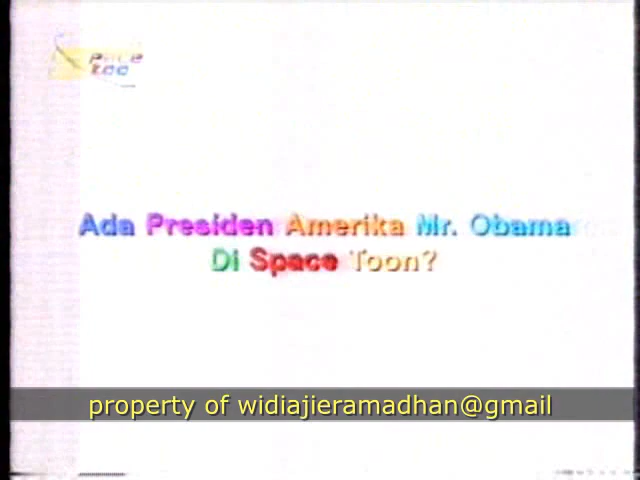 Ada Presiden Amerika Mr. Obama
Di Space Toon?
property of widiajieramadhan@gmail